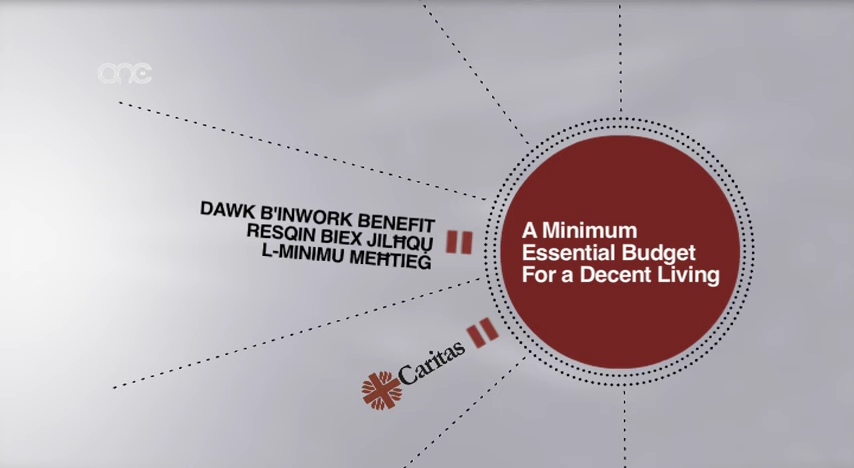 one
DAWK B'INWORK BENEFIT
RESQIN BIEX JILĦQU
L-MINIMU MEĦTIEĠ
A Minimum
Essential Budget
For a Decent Living
Caritas